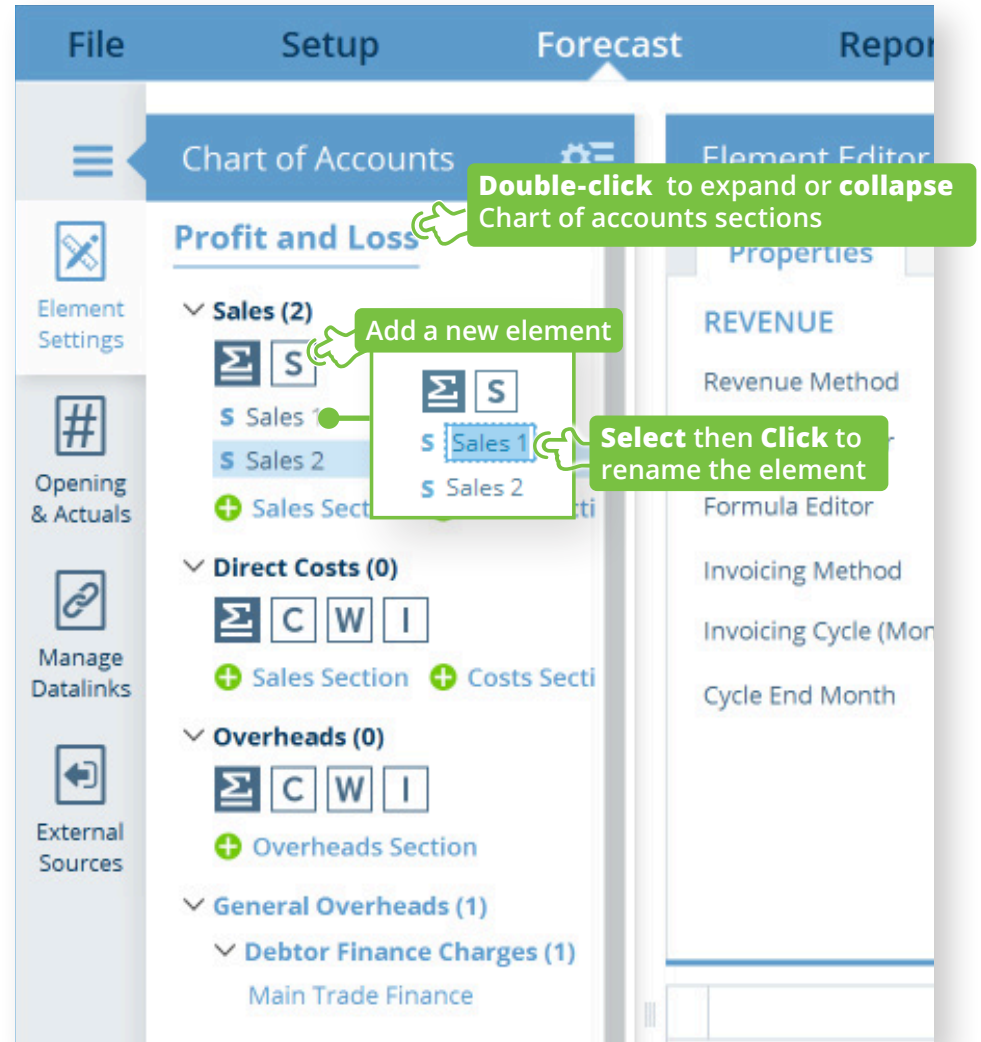 File Setup Forecast Repor
Chart of Accounts
Element Editor
Double-click to expand or collapse
Chart of accounts sections
Profit and Loss
Properties
Element
Settings
Sales (2)
Add a new element
Σ S
S Sales 1
S Sales 2
Sales Sect
cti
Σ S
S Sales 1
S Sales 2
Select then Click to
rename the element
REVENUE
Revenue Method
r
Formula Editor
Invoicing Method
Invoicing Cycle (Mon
Cycle End Month
#
Opening
& Actuals
Direct Costs (0)
Σ C W I
Sales Section Costs Secti
Manage
Datalinks
Overheads (0)
Σ C W I
Overheads Section
External
Sources
General Overheads (1)
Debtor Finance Charges (1)
Main Trade Finance